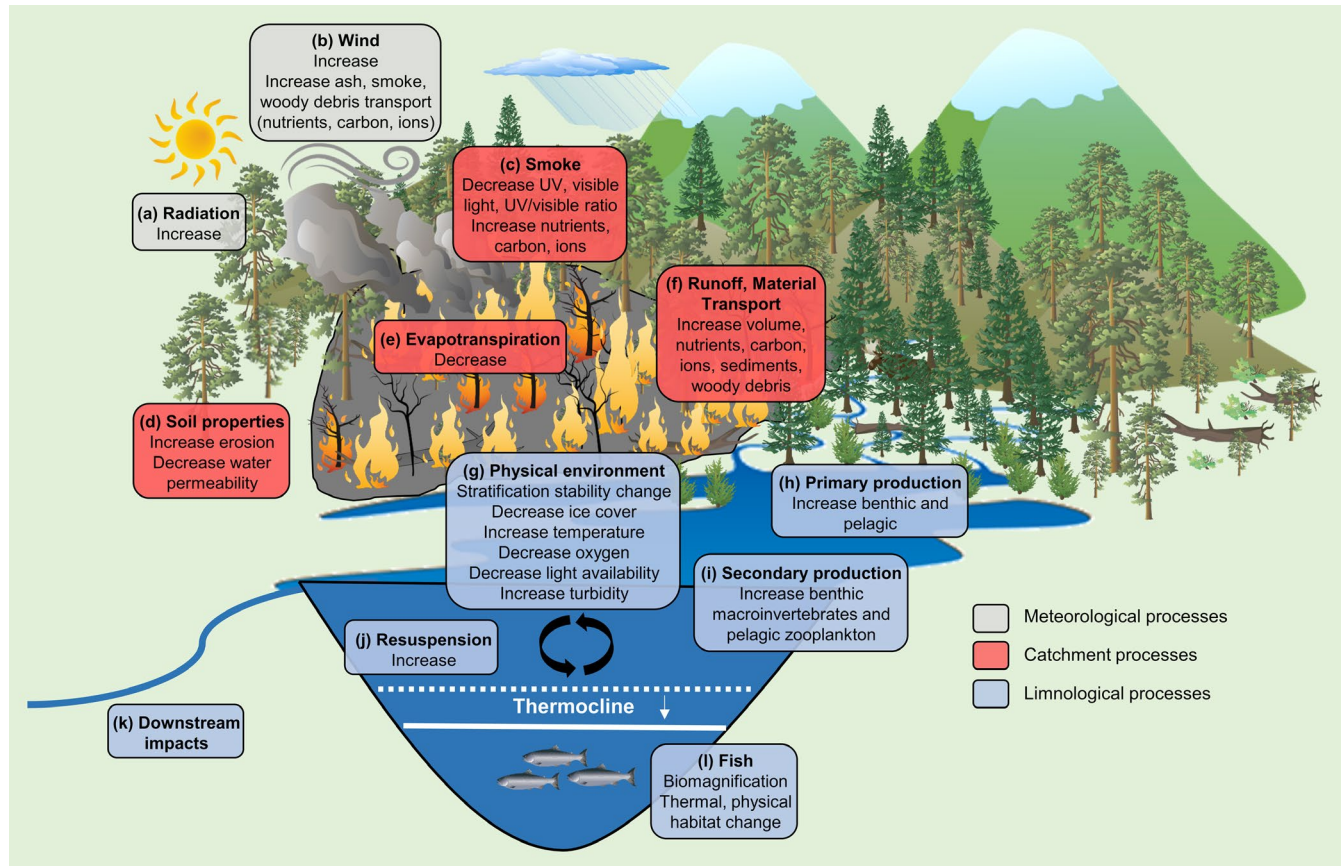 (b) Wind
Increase
Increase ash, smoke,
woody debris transport
(nutrients, carbon, ions)
(a) Radiation
Increase
(c) Smoke
Decrease UV, visible
light, UV/visible ratio
Increase nutrients,
carbon, ions
(f) Runoff, Material
Transport
Increase volume,
nutrients, carbon,
ions, sediments,
woody debris
(e) Evapotranspiration
Decrease
(d) Soil properties
Increase erosion
Decrease water
permeability
(g) Physical environment
Stratification stability change
Decrease ice cover
Increase temperature
Decrease oxygen
Decrease light availability
Increase turbidity
(h) Primary production
Increase benthic and
pelagic
(i) Secondary production
Increase benthic
macroinvertebrates and
pelagic zooplankton
(j) Resuspension
Increase
Thermocline
(k) Downstream
impacts
(l) Fish
Biomagnification
Thermal, physical
habitat change
Meteorological processes
Catchment processes
Limnological processes